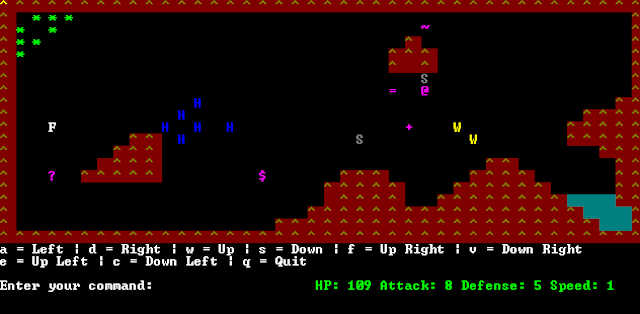 a = Left | d = Right | w = Up | s = Down | f = Up Right | v = Down Right
e = Up Left | c = Down Left | q = Quit
Enter your command: HP: 109 Attack: 8 Defense: 5 Speed: 1